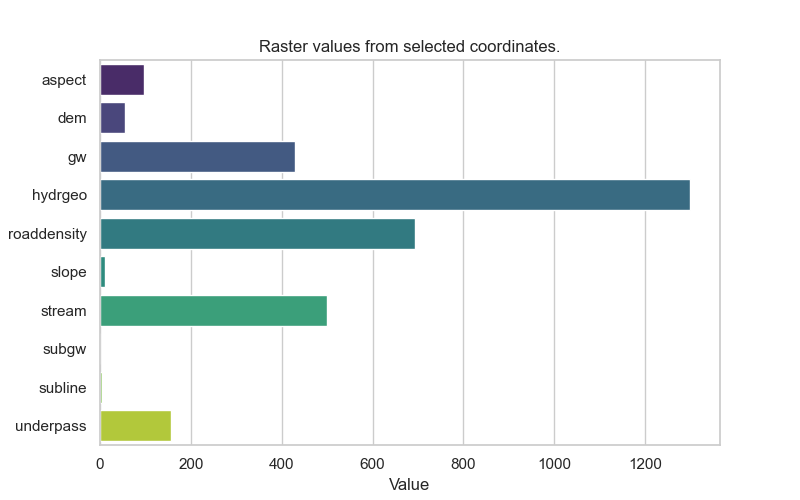 Raster values from selected coordinates.
aspect
dem
gw
hydrgeo
roaddensity
slope
stream
subgw
subline
underpass
0 200 400 600 800 1000 1200
Value